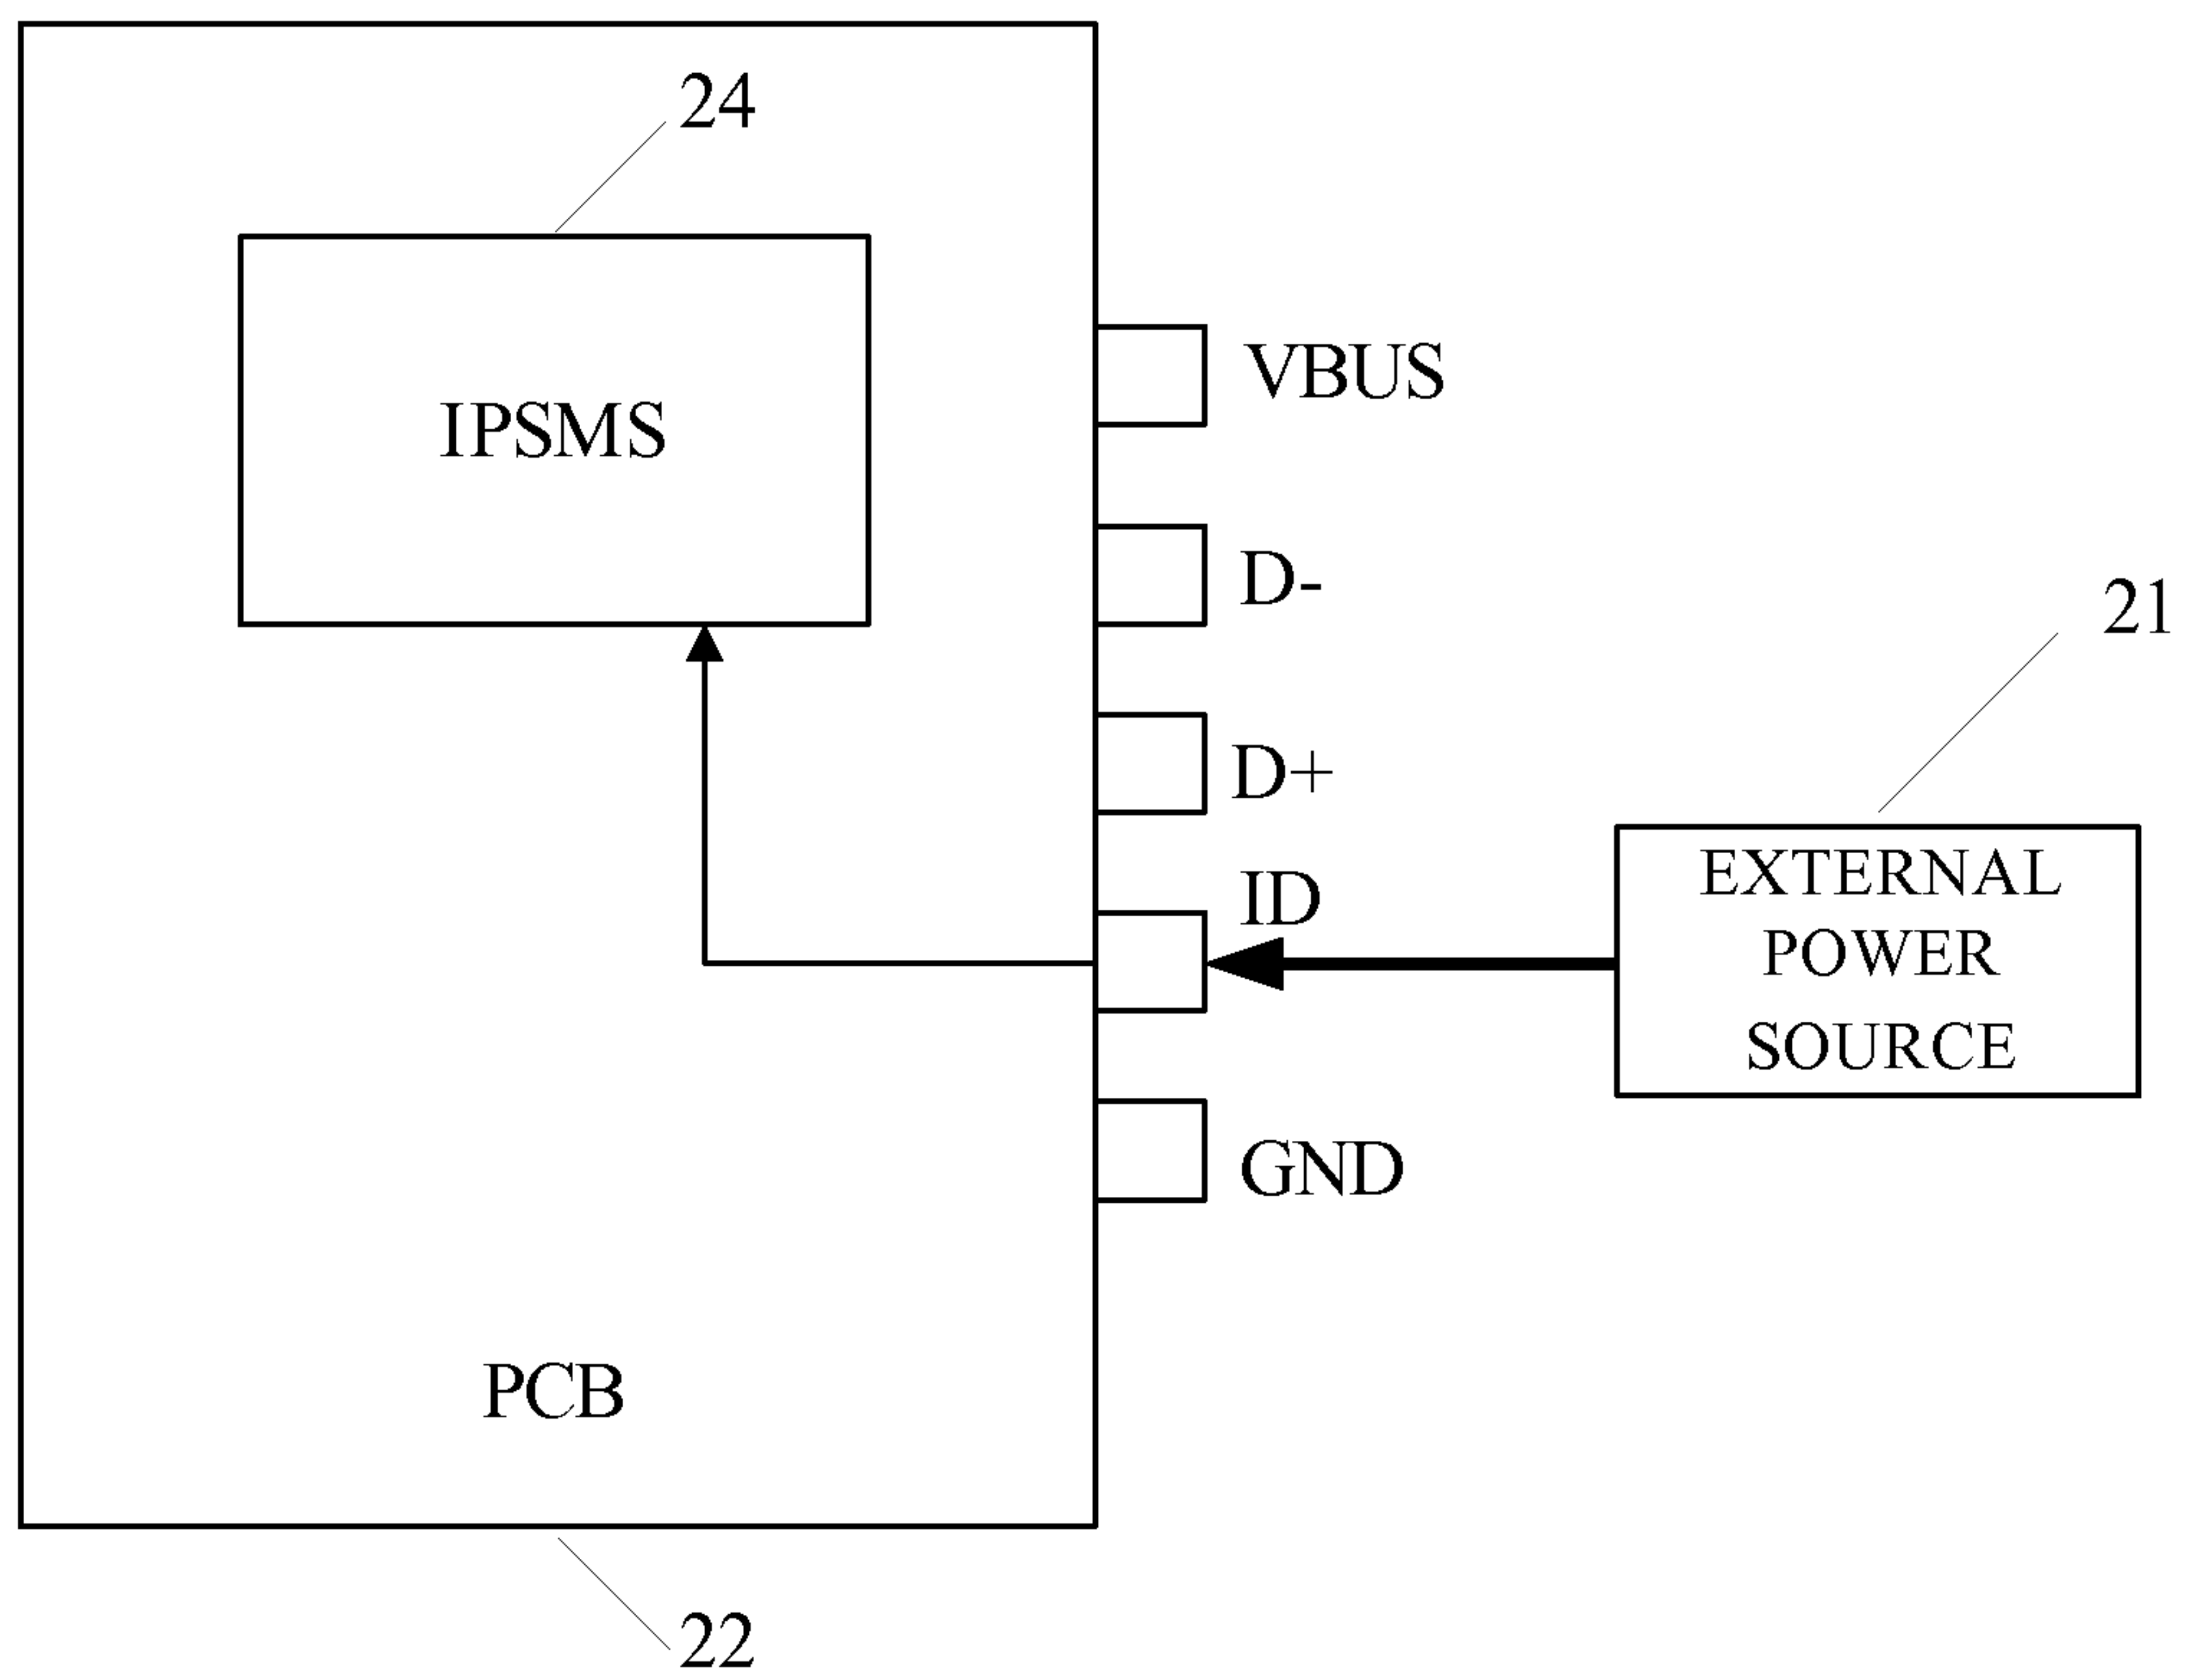 24
IPSMS
VBUS
D-
21
D+
ID
EXTERNAL
POWER
SOURCE
GND
PCB
22